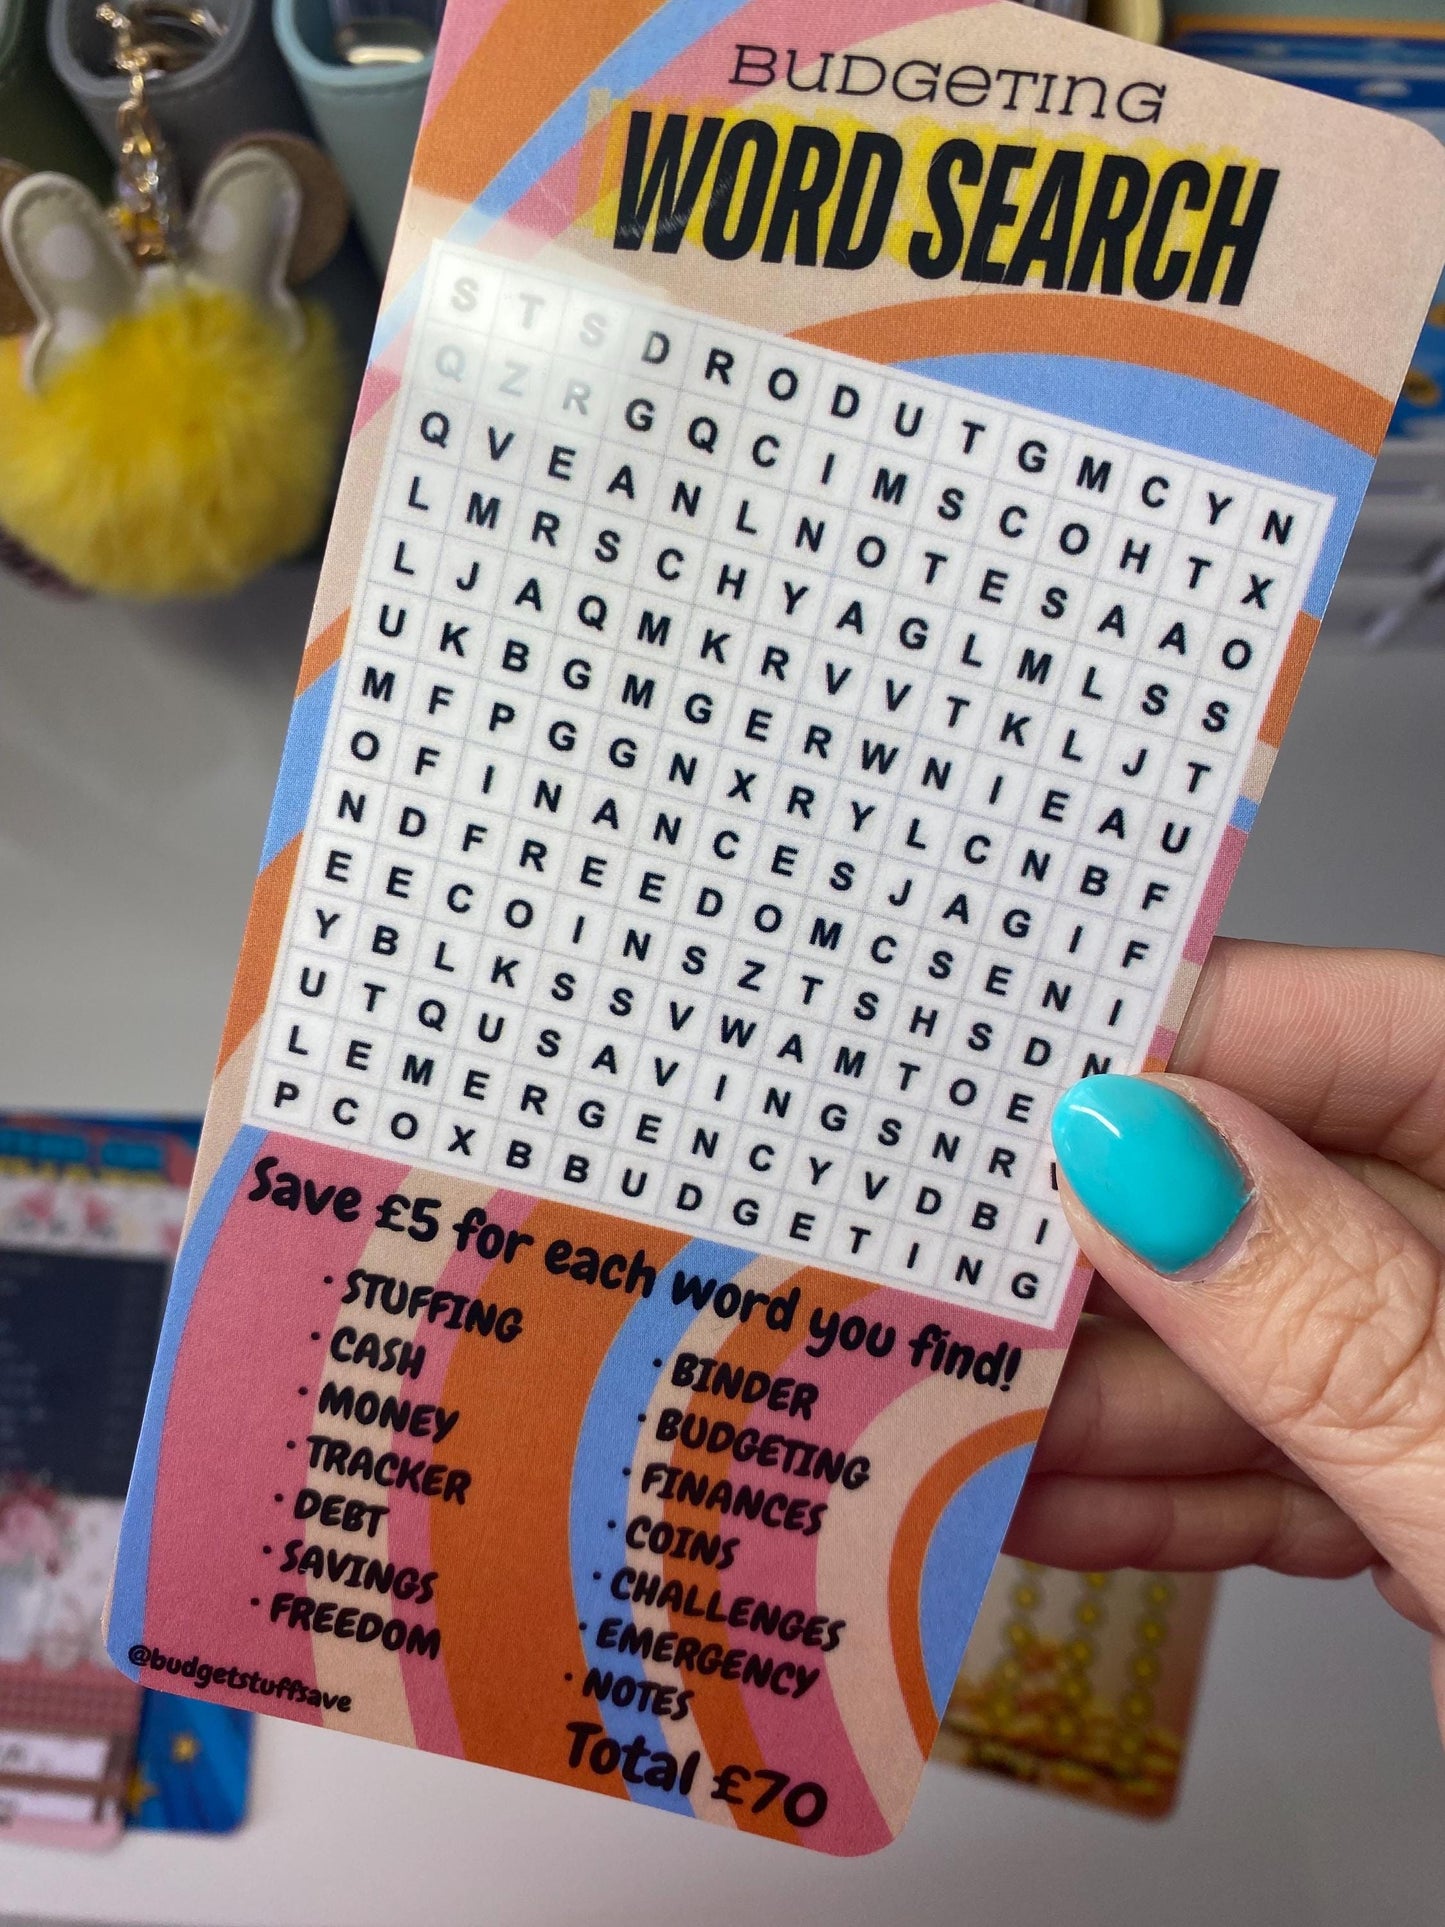 BUDGETING
WORD SEARCH
S T S D R O D U T G M C Y N
Q Z R G Q C I M S C O H T X
Q V E A N L N O T E S A A O
L M R S C H Y A G L M L S S
L J A Q M K R V V T K L J T
U K B G M G E R W N I E A U
M F P G G N X R Y L C N B F
O F I N A N C E S J A G I F
N D F R E E D O M C S E N I
E E C O I N S Z T S H S D N
Y B L K S S V W A M T O E
U T Q U S A V I N G S N R
L E M E R G E N C Y V D B I
P C O X B B U D G E T I N G
Save £5 for each word you find!
· STUFFING
· CASH
· MONEY
· TRACKER
· DEBT
· SAVINGS
· FREEDOM
· BINDER
· BUDGETING
· FINANCES
· COINS
· CHALLENGES
· EMERGENCY
· NOTES
@budgetstuffsave
Total £70